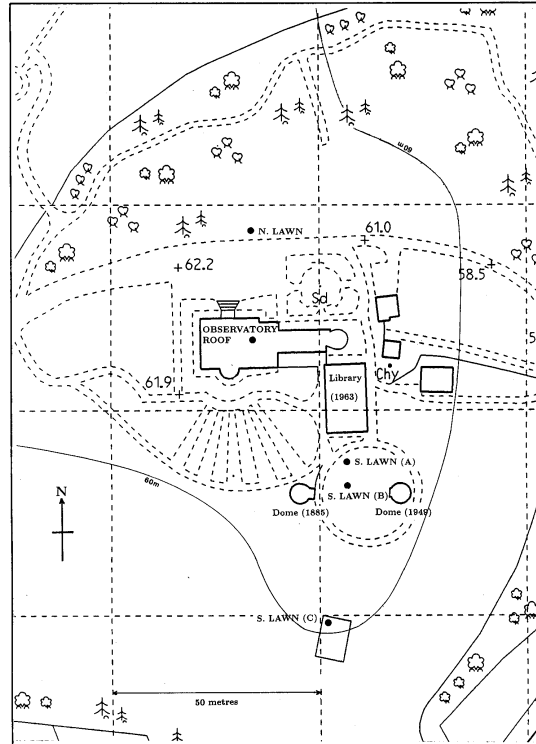 60m
N. LAWN
61.0
62.2
58.5
Sd
OBSERVATORY
ROOF
5
61.9
Library
(1963)
Chy
S. LAWN (A)
60m
S. LAWN (B)
N
Dome (1885)
Dome (1949)
S. LAWN (C)
50 metres